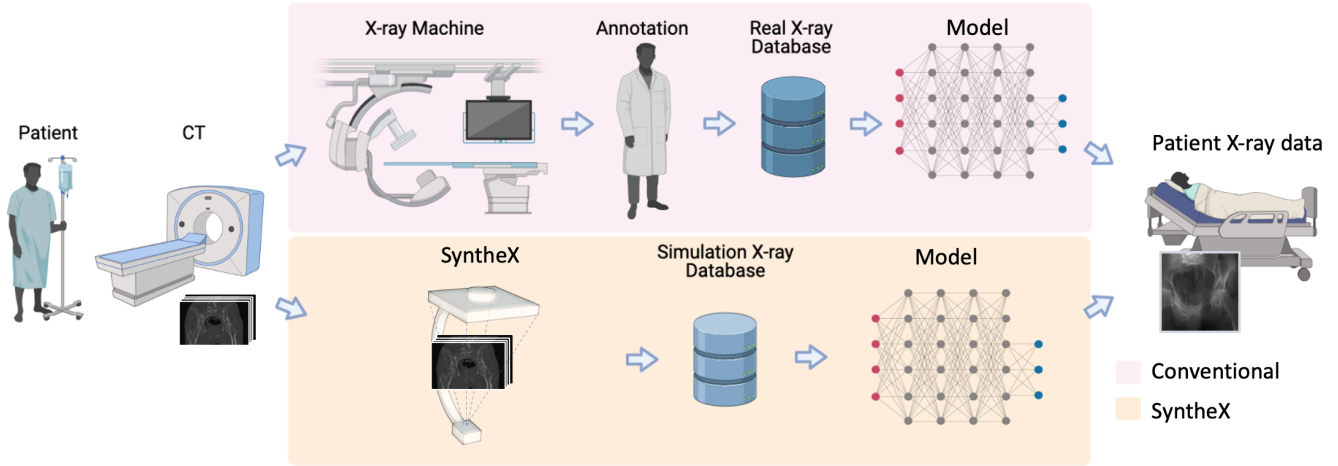 Patient
CT
X-ray Machine
Annotation
Real X-ray
Database
Model
SyntheX
Simulation X-ray
Database
Model
Patient X-ray data
Conventional
SyntheX